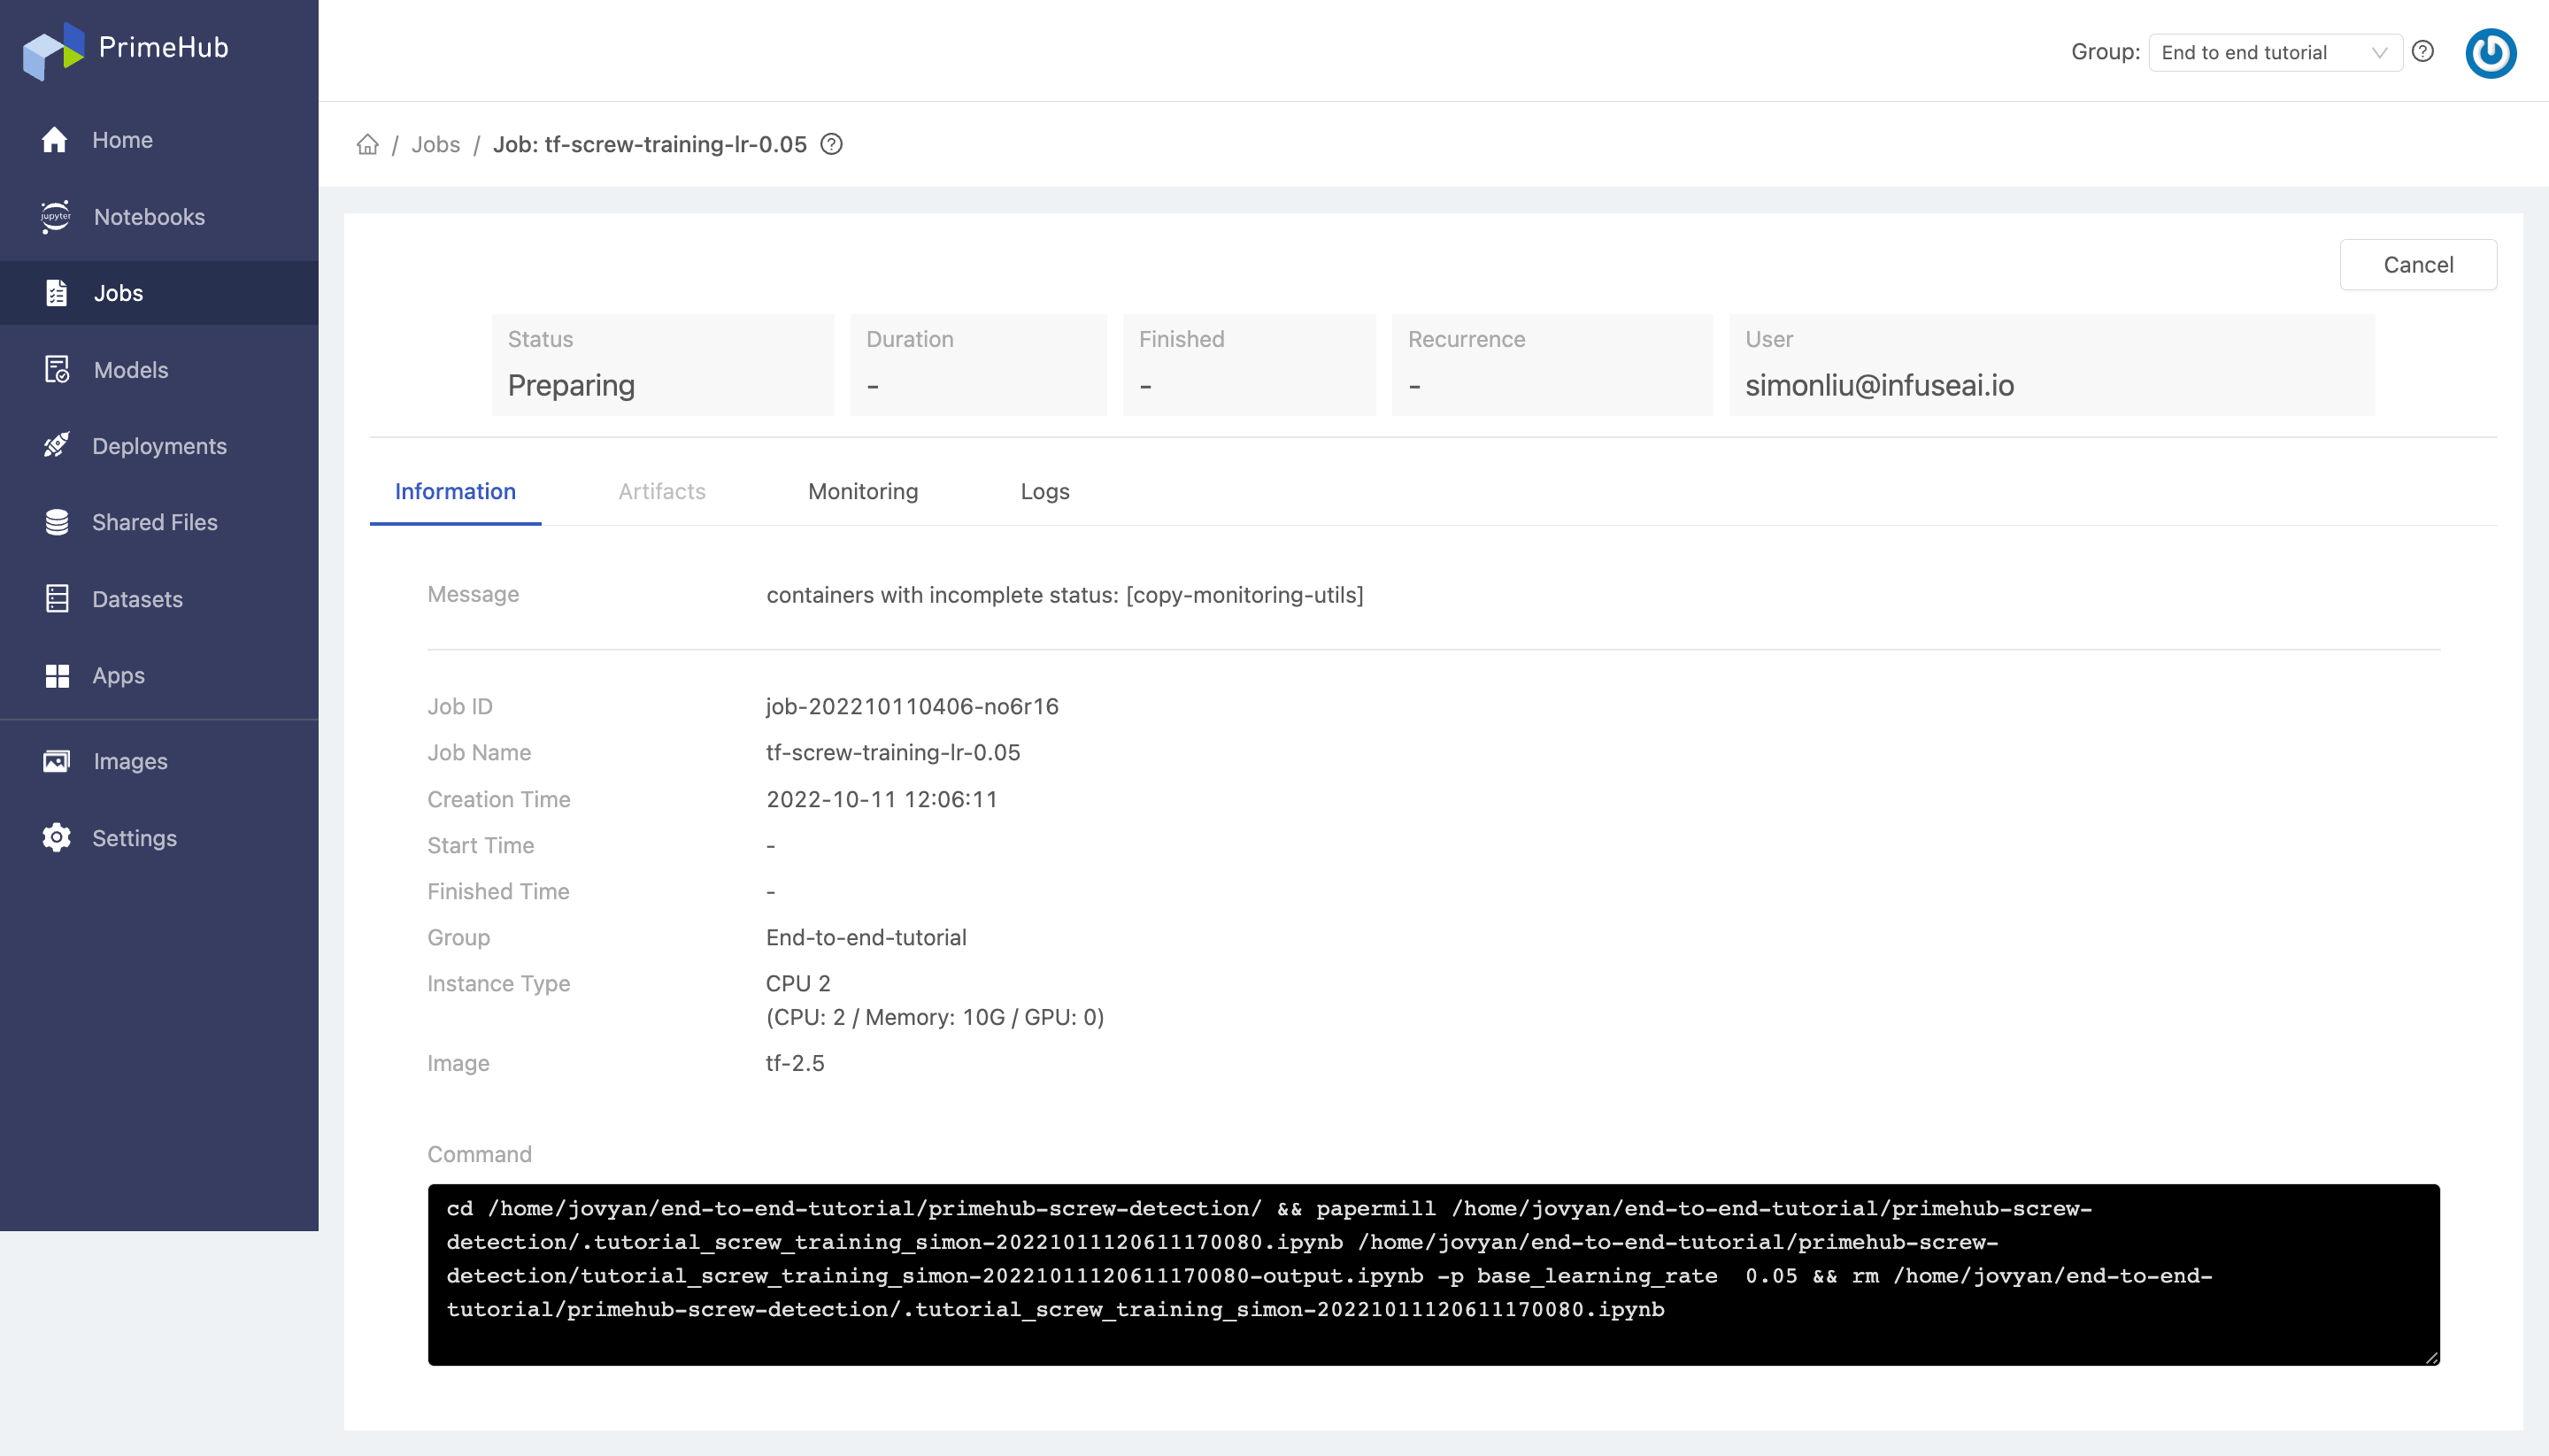 PrimeHub
Group: End to end tutorial
Home
jupyter Notebooks
Jobs
Models
Deployments
Shared Files
Datasets
Apps
Images
Settings
/ Jobs / Job: tf-screw-training-lr-0.05
Cancel
Status Duration Finished Recurrence User
Preparing - - - simonliu@infuseai.io
Information Artifacts Monitoring Logs
Message containers with incomplete status: [copy-monitoring-utils]
Job ID job-202210110406-no6r16
Job Name tf-screw-training-lr-0.05
Creation Time 2022-10-11 12:06:11
Start Time -
Finished Time -
Group End-to-end-tutorial
Instance Type CPU 2
(CPU: 2 / Memory: 10G / GPU: 0)
Image tf-2.5
Command
cd /home/jovyan/end-to-end-tutorial/primehub-screw-detection/ && papermill /home/jovyan/end-to-end-tutorial/primehub-screw-
detection/.tutorial_screw_training_simon-20221011120611170080.ipynb /home/jovyan/end-to-end-tutorial/primehub-screw-
detection/tutorial_screw_training_simon-20221011120611170080-output.ipynb -p base_learning_rate  0.05 && rm /home/jovyan/end-to-end-
tutorial/primehub-screw-detection/.tutorial_screw_training_simon-20221011120611170080.ipynb